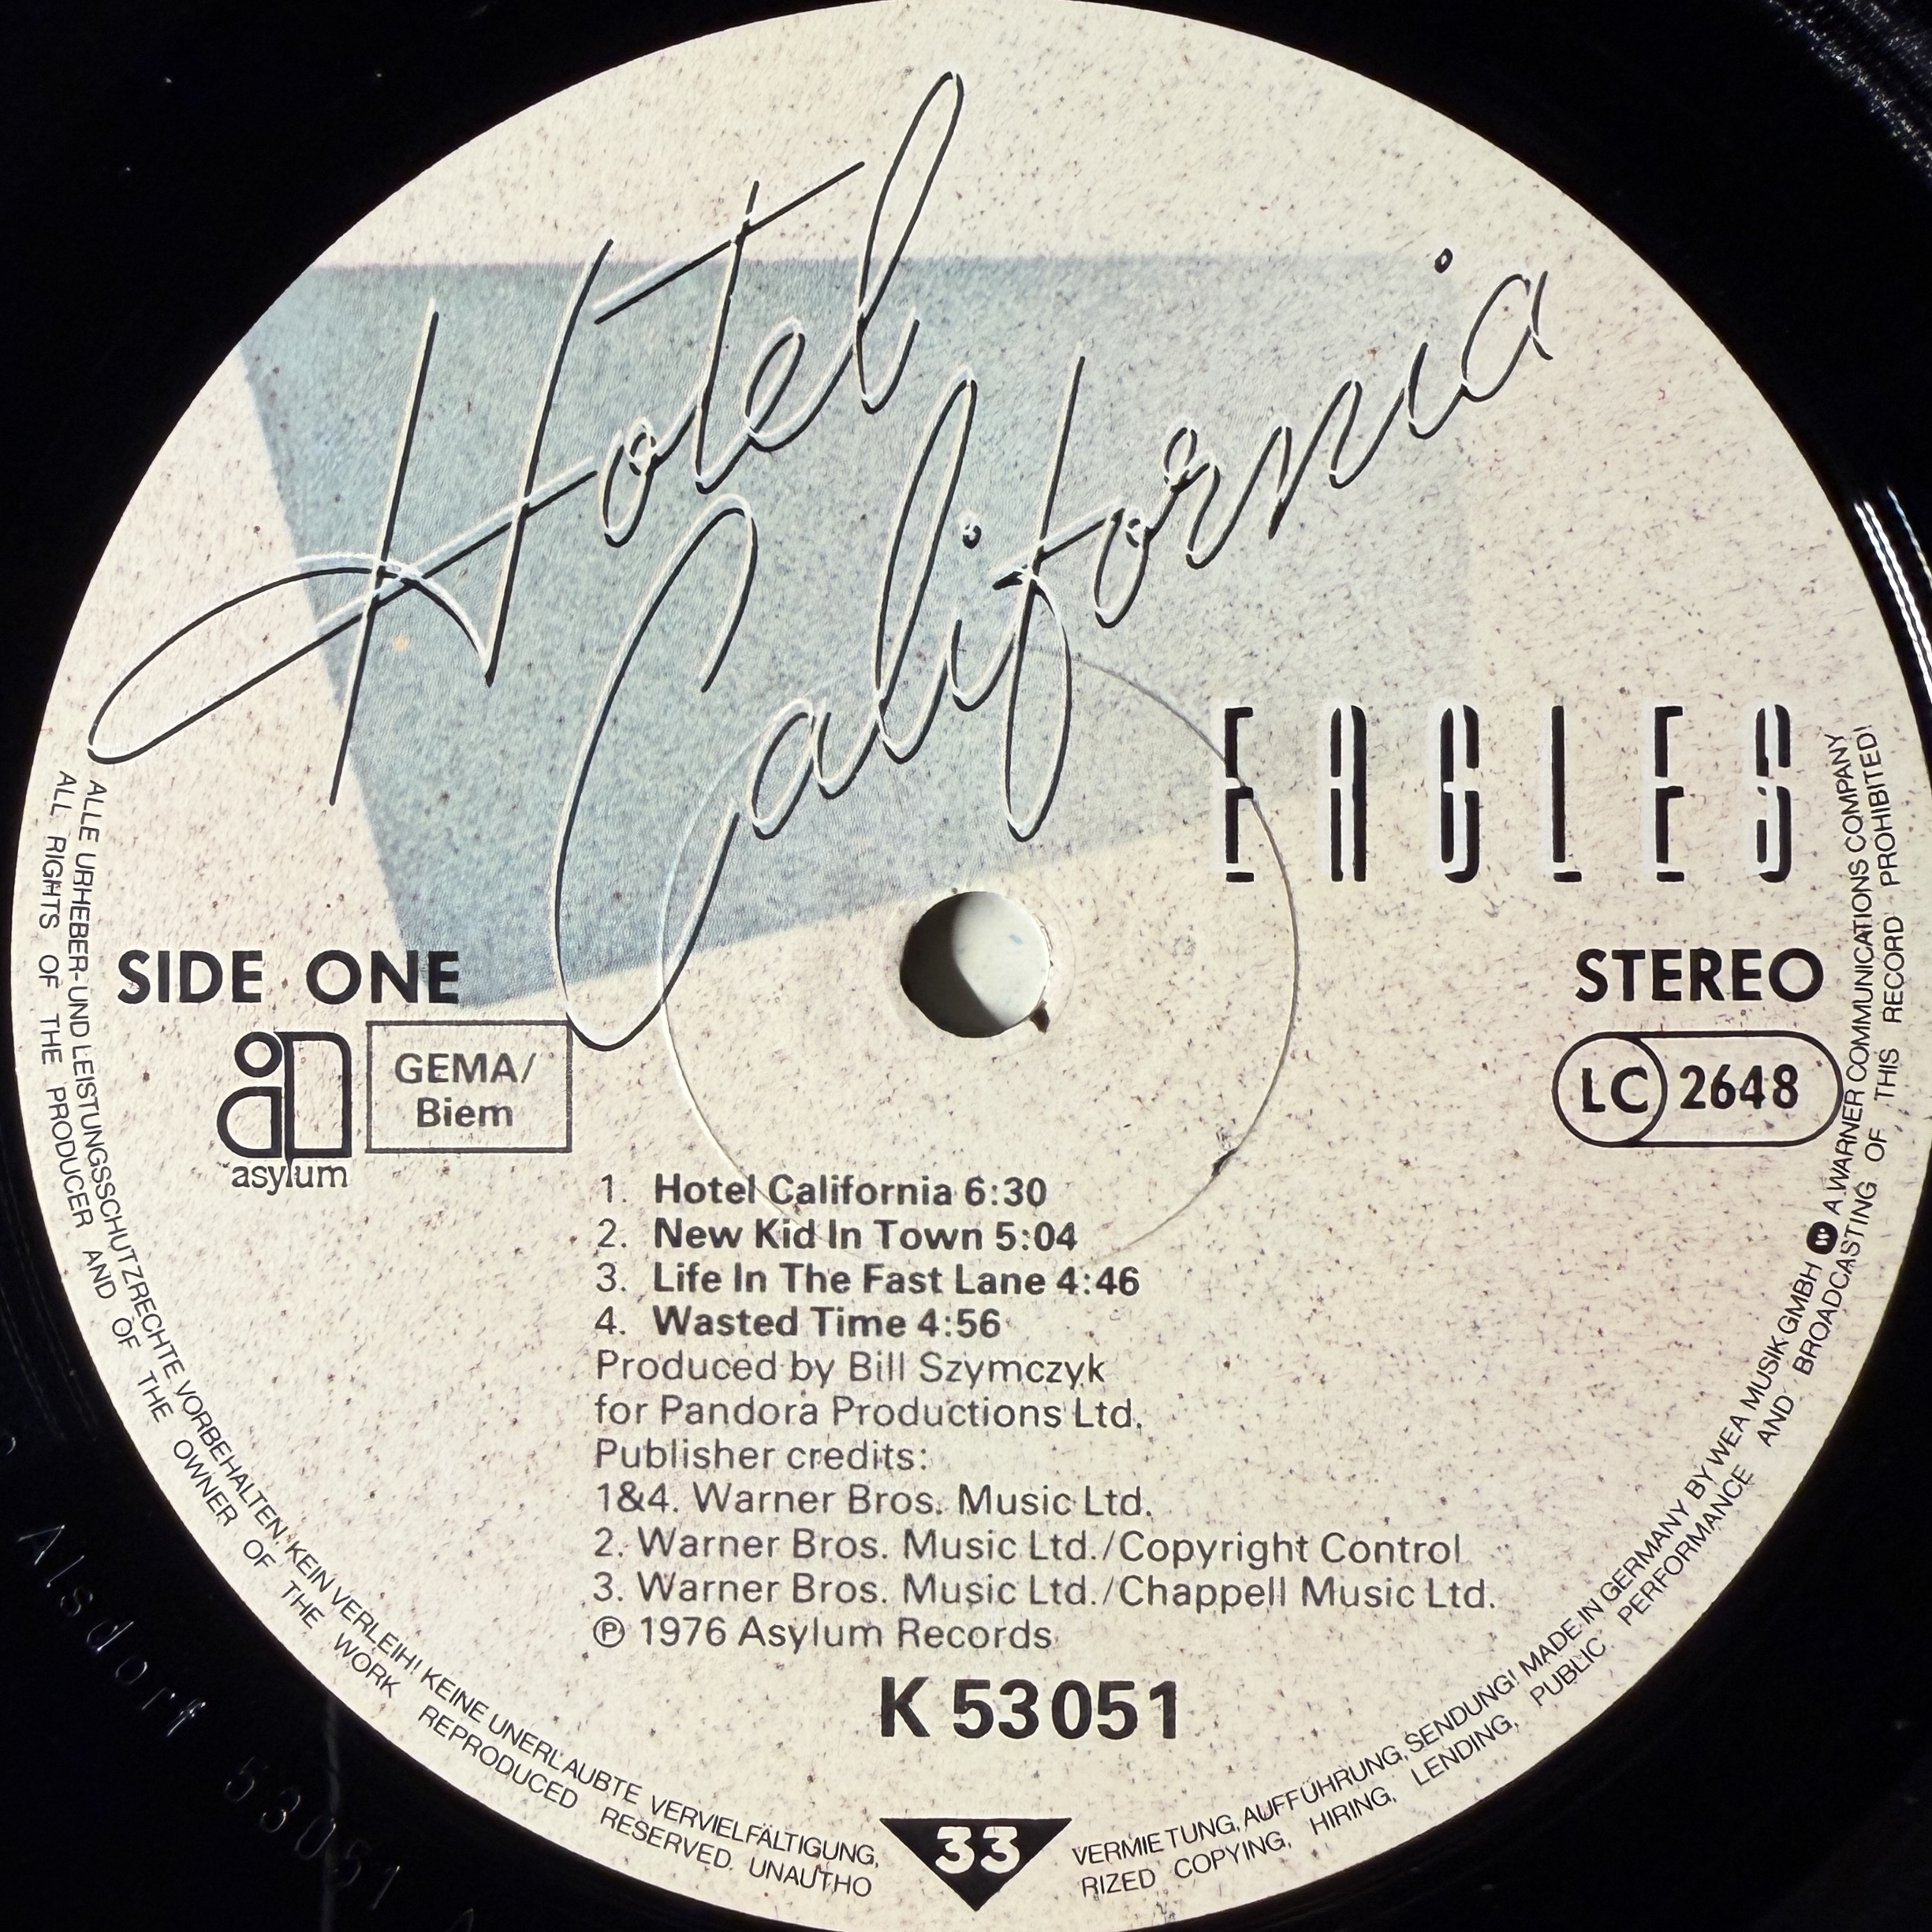 Hotel
California
EAGLES
SIDE ONE
STEREO
asylum
GEMA/
Biem
LC 2648
1. Hotel California 6:30
2. New Kid In Town 5:04
3. Life In The Fast Lane 4:46
4. Wasted Time 4:56
Produced by Bill Szymczyk
for Pandora Productions Ltd.
Publisher credits:
1&4. Warner Bros. Music Ltd.
2. Warner Bros. Music Ltd./Copyright Control
3. Warner Bros. Music Ltd./Chappell Music Ltd.
℗ 1976 Asylum Records
K 53051
33
ALLE URHEBER- UND LEISTUNGSSCHUTZRECHTE VORBEHALTEN. KEIN VERLEIH! KEINE UNERLAUBTE VERVIELFÄLTIGUNG, VERMIETUNG, AUFFÜHRUNG, SENDUNG! MADE IN GERMANY BY WEA MUSIK GMBH A WARNER COMMUNICATIONS COMPANY
ALL RIGHTS OF THE PRODUCER AND OF THE OWNER OF THE WORK REPRODUCED RESERVED. UNAUTHORIZED COPYING, HIRING, LENDING, PUBLIC PERFORMANCE AND BROADCASTING OF THIS RECORD PROHIBITED!
Alsdorf 53051